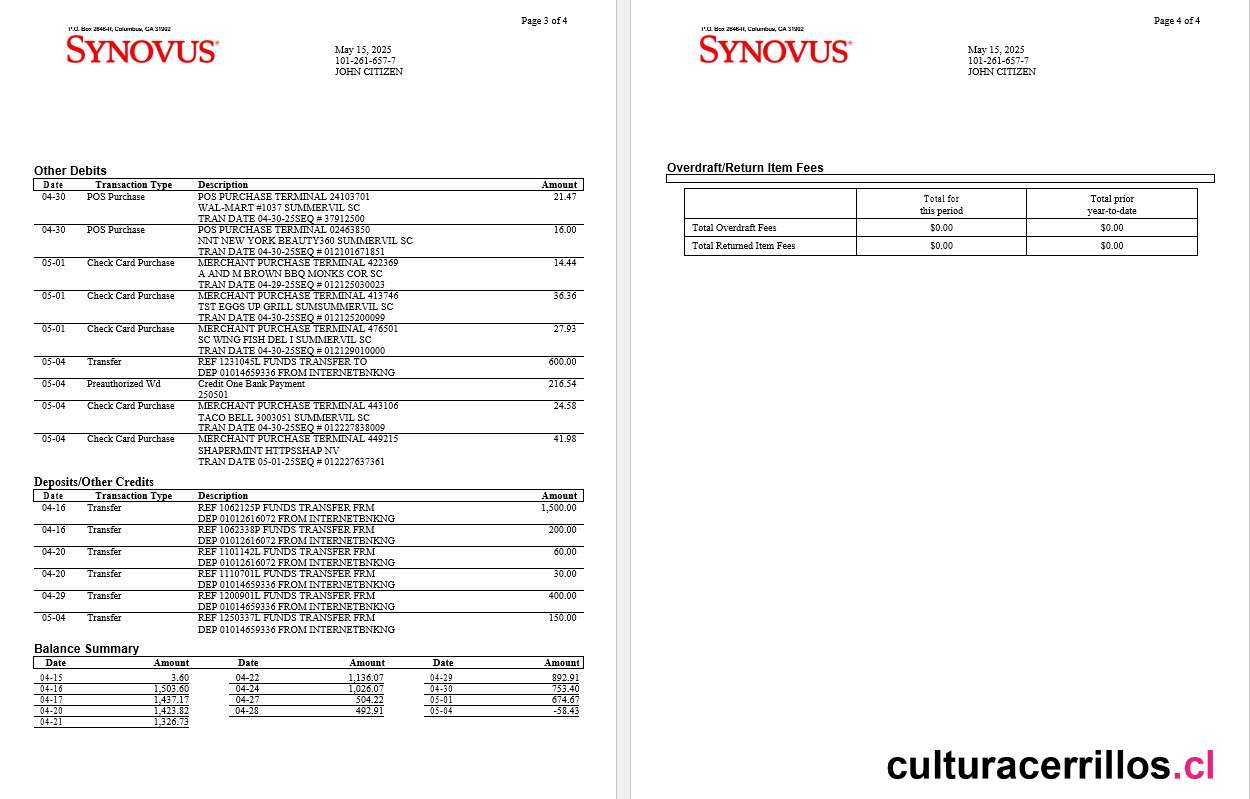 Page 3 of 4
P.O. Box 2646-R, Columbus, GA 31902
SYNOVUS®
May 15, 2025
101-261-657-7
JOHN CITIZEN
Other Debits
Date Transaction Type Description Amount
04-30 POS Purchase POS PURCHASE TERMINAL 24103701 21.47
WAL-MART #1037 SUMMERVIL SC
TRAN DATE 04-30-25SEQ # 37912500
04-30 POS Purchase POS PURCHASE TERMINAL 02463850 16.00
NNT NEW YORK BEAUTY360 SUMMERVIL SC
TRAN DATE 04-30-25SEQ # 012101671851
05-01 Check Card Purchase MERCHANT PURCHASE TERMINAL 422369 14.44
A AND M BROWN BBQ MONKS COR SC
TRAN DATE 04-29-25SEQ # 012125030023
05-01 Check Card Purchase MERCHANT PURCHASE TERMINAL 413746 36.36
TST EGGS UP GRILL SUMSUMMERVIL SC
TRAN DATE 04-30-25SEQ # 012125200099
05-01 Check Card Purchase MERCHANT PURCHASE TERMINAL 476501 27.93
SC WING FISH DEL I SUMMERVIL SC
TRAN DATE 04-30-25SEQ # 012129010000
05-04 Transfer REF 1231045L FUNDS TRANSFER TO 600.00
DEP 01014659336 FROM INTERNETBNKNG
05-04 Preauthorized Wd Credit One Bank Payment 216.54
250501
05-04 Check Card Purchase MERCHANT PURCHASE TERMINAL 443106 24.58
TACO BELL 3003051 SUMMERVIL SC
TRAN DATE 04-30-25SEQ # 012227838009
05-04 Check Card Purchase MERCHANT PURCHASE TERMINAL 449215 41.98
SHAPERMINT HTTPSSHAP NV
TRAN DATE 05-01-25SEQ # 012227637361
Deposits/Other Credits
Date Transaction Type Description Amount
04-16 Transfer REF 1062125P FUNDS TRANSFER FRM 1,500.00
DEP 01012616072 FROM INTERNETBNKNG
04-16 Transfer REF 1062338P FUNDS TRANSFER FRM 200.00
DEP 01012616072 FROM INTERNETBNKNG
04-20 Transfer REF 1101142L FUNDS TRANSFER FRM 60.00
DEP 01012616072 FROM INTERNETBNKNG
04-20 Transfer REF 1110701L FUNDS TRANSFER FRM 30.00
DEP 01014659336 FROM INTERNETBNKNG
04-29 Transfer REF 1200901L FUNDS TRANSFER FRM 400.00
DEP 01014659336 FROM INTERNETBNKNG
05-04 Transfer REF 1250337L FUNDS TRANSFER FRM 150.00
DEP 01014659336 FROM INTERNETBNKNG
Balance Summary
Date Amount Date Amount Date Amount
04-15 3.60 04-22 1,136.07 04-29 892.91
04-16 1,503.60 04-24 1,026.07 04-30 753.40
04-17 1,437.17 04-27 504.22 05-01 674.67
04-20 1,423.82 04-28 492.91 05-04 -58.43
04-21 1,326.73
Page 4 of 4
P.O. Box 2646-R, Columbus, GA 31902
SYNOVUS®
May 15, 2025
101-261-657-7
JOHN CITIZEN
Overdraft/Return Item Fees
Total for Total prior
this period year-to-date
Total Overdraft Fees $0.00 $0.00
Total Returned Item Fees $0.00 $0.00
culturacerrillos.cl